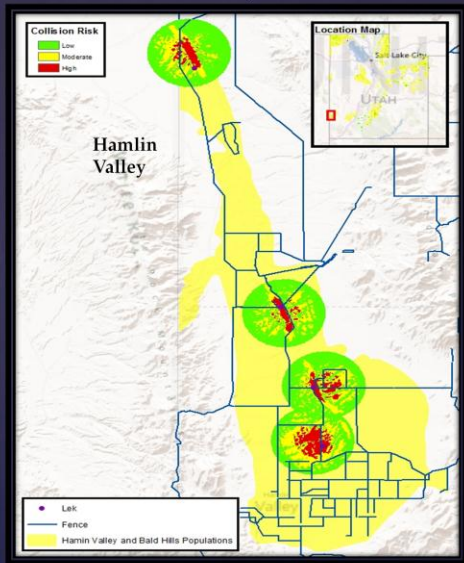 Collision Risk
Low
Moderate
High
Location Map
Salt Lake City
UTAH
Hamlin
Valley
Valley
Lek
Fence
Hamin Valley and Bald Hills Populations